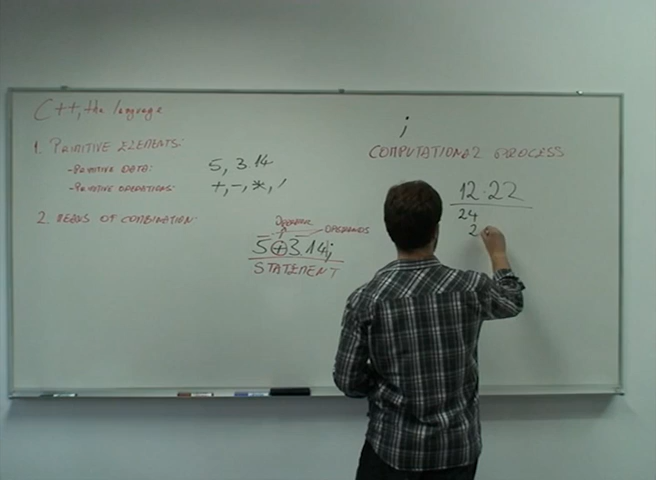 C++, the language
1. PRIMITIVE ELEMENTS:
-PRIMITIVE DATA: 5, 3.14
-PRIMITIVE OPERATIONS: +, -, *, /
2. MEANS OF COMBINATION:
OPERATOR
OPERANDS
5+3.14;
STATEMENT
;
COMPUTATIONAL PROCESS
12·22
24
2